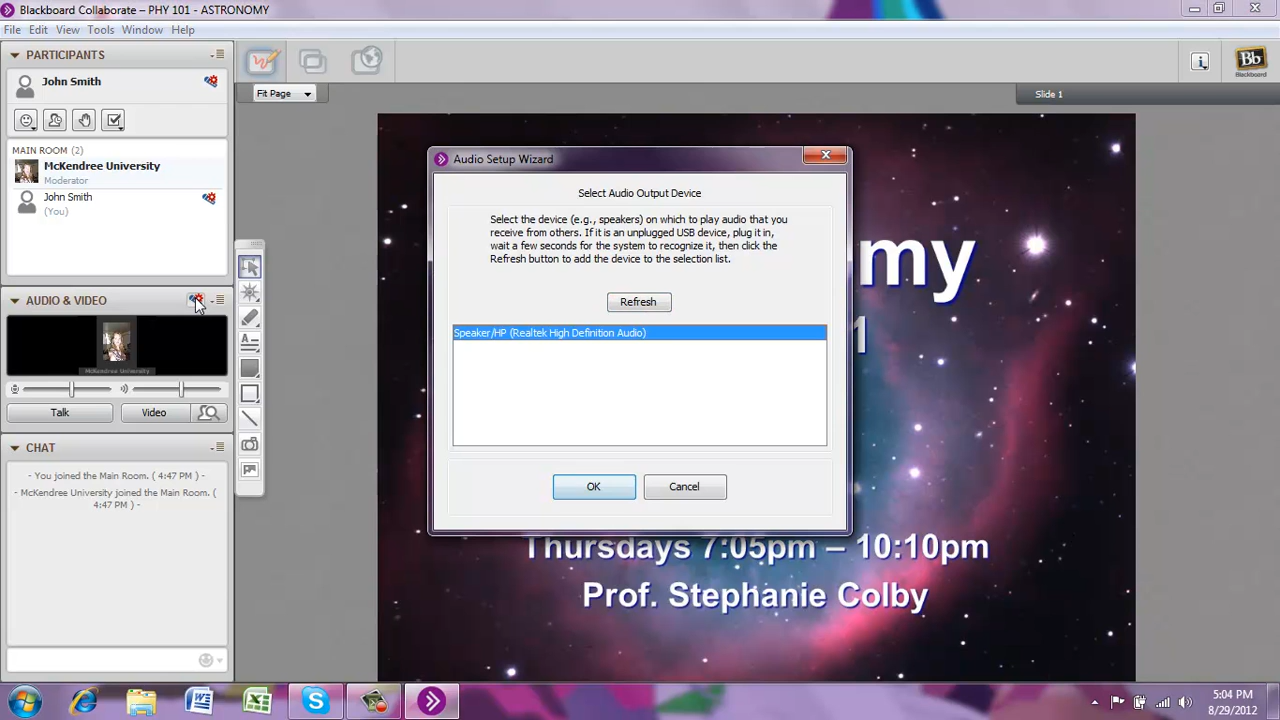 Blackboard Collaborate – PHY 101 - ASTRONOMY
File Edit View Tools Window Help
PARTICIPANTS
John Smith
MAIN ROOM (2)
McKendree University
Moderator
John Smith
(You)
AUDIO & VIDEO
McKendree University
Talk
Video
CHAT
- You joined the Main Room. ( 4:47 PM ) -
- McKendree University joined the Main Room. (
4:47 PM ) -
Fit Page
Slide 1
Bb
Blackboard
Audio Setup Wizard
Select Audio Output Device
Select the device (e.g., speakers) on which to play audio that you
receive from others. If it is an unplugged USB device, plug it in,
wait a few seconds for the system to recognize it, then click the
Refresh button to add the device to the selection list.
Refresh
Speaker/HP (Realtek High Definition Audio)
OK
Cancel
my
1
Thursdays 7:05pm – 10:10pm
Prof. Stephanie Colby
5:04 PM
8/29/2012